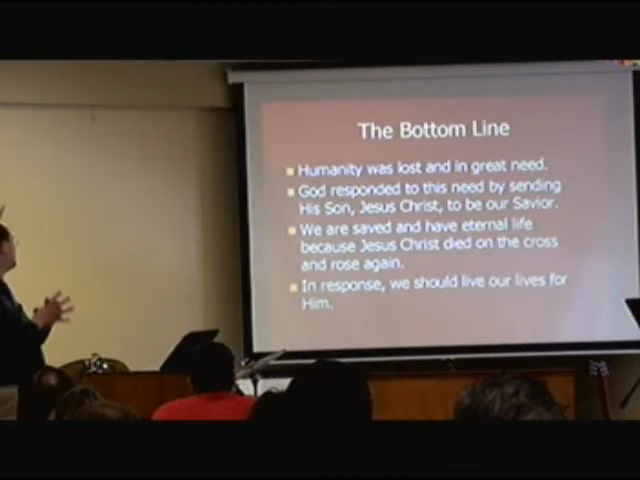 The Bottom Line
Humanity was lost and in great need.
God responded to this need by sending
His Son, Jesus Christ, to be our Savior.
We are saved and have eternal life
because Jesus Christ died on the cross
and rose again.
In response, we should live our lives for
Him.